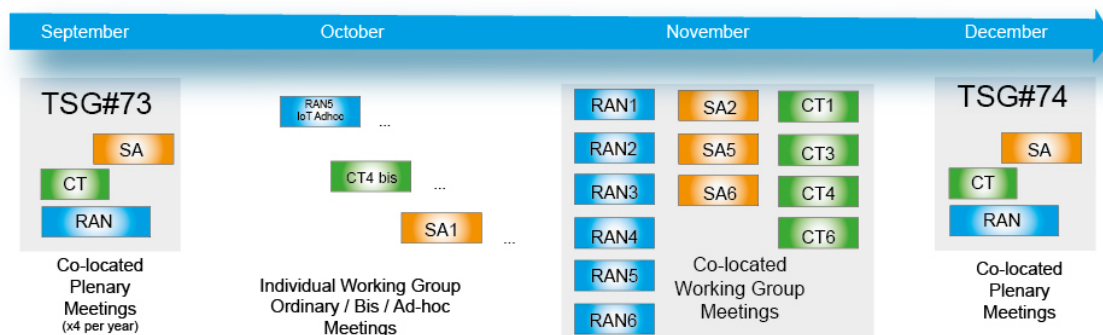 September
October
November
December
TSG#73
SA
CT
RAN
Co-located
Plenary
Meetings
(x4 per year)
RAN5
IoT Adhoc
...
CT4 bis
...
SA1
...
Individual Working Group
Ordinary / Bis / Ad-hoc
Meetings
RAN1
SA2
CT1
RAN2
SA5
CT3
RAN3
SA6
CT4
RAN4
CT6
RAN5
RAN6
Co-located
Working Group
Meetings
TSG#74
SA
CT
RAN
Co-located
Plenary
Meetings